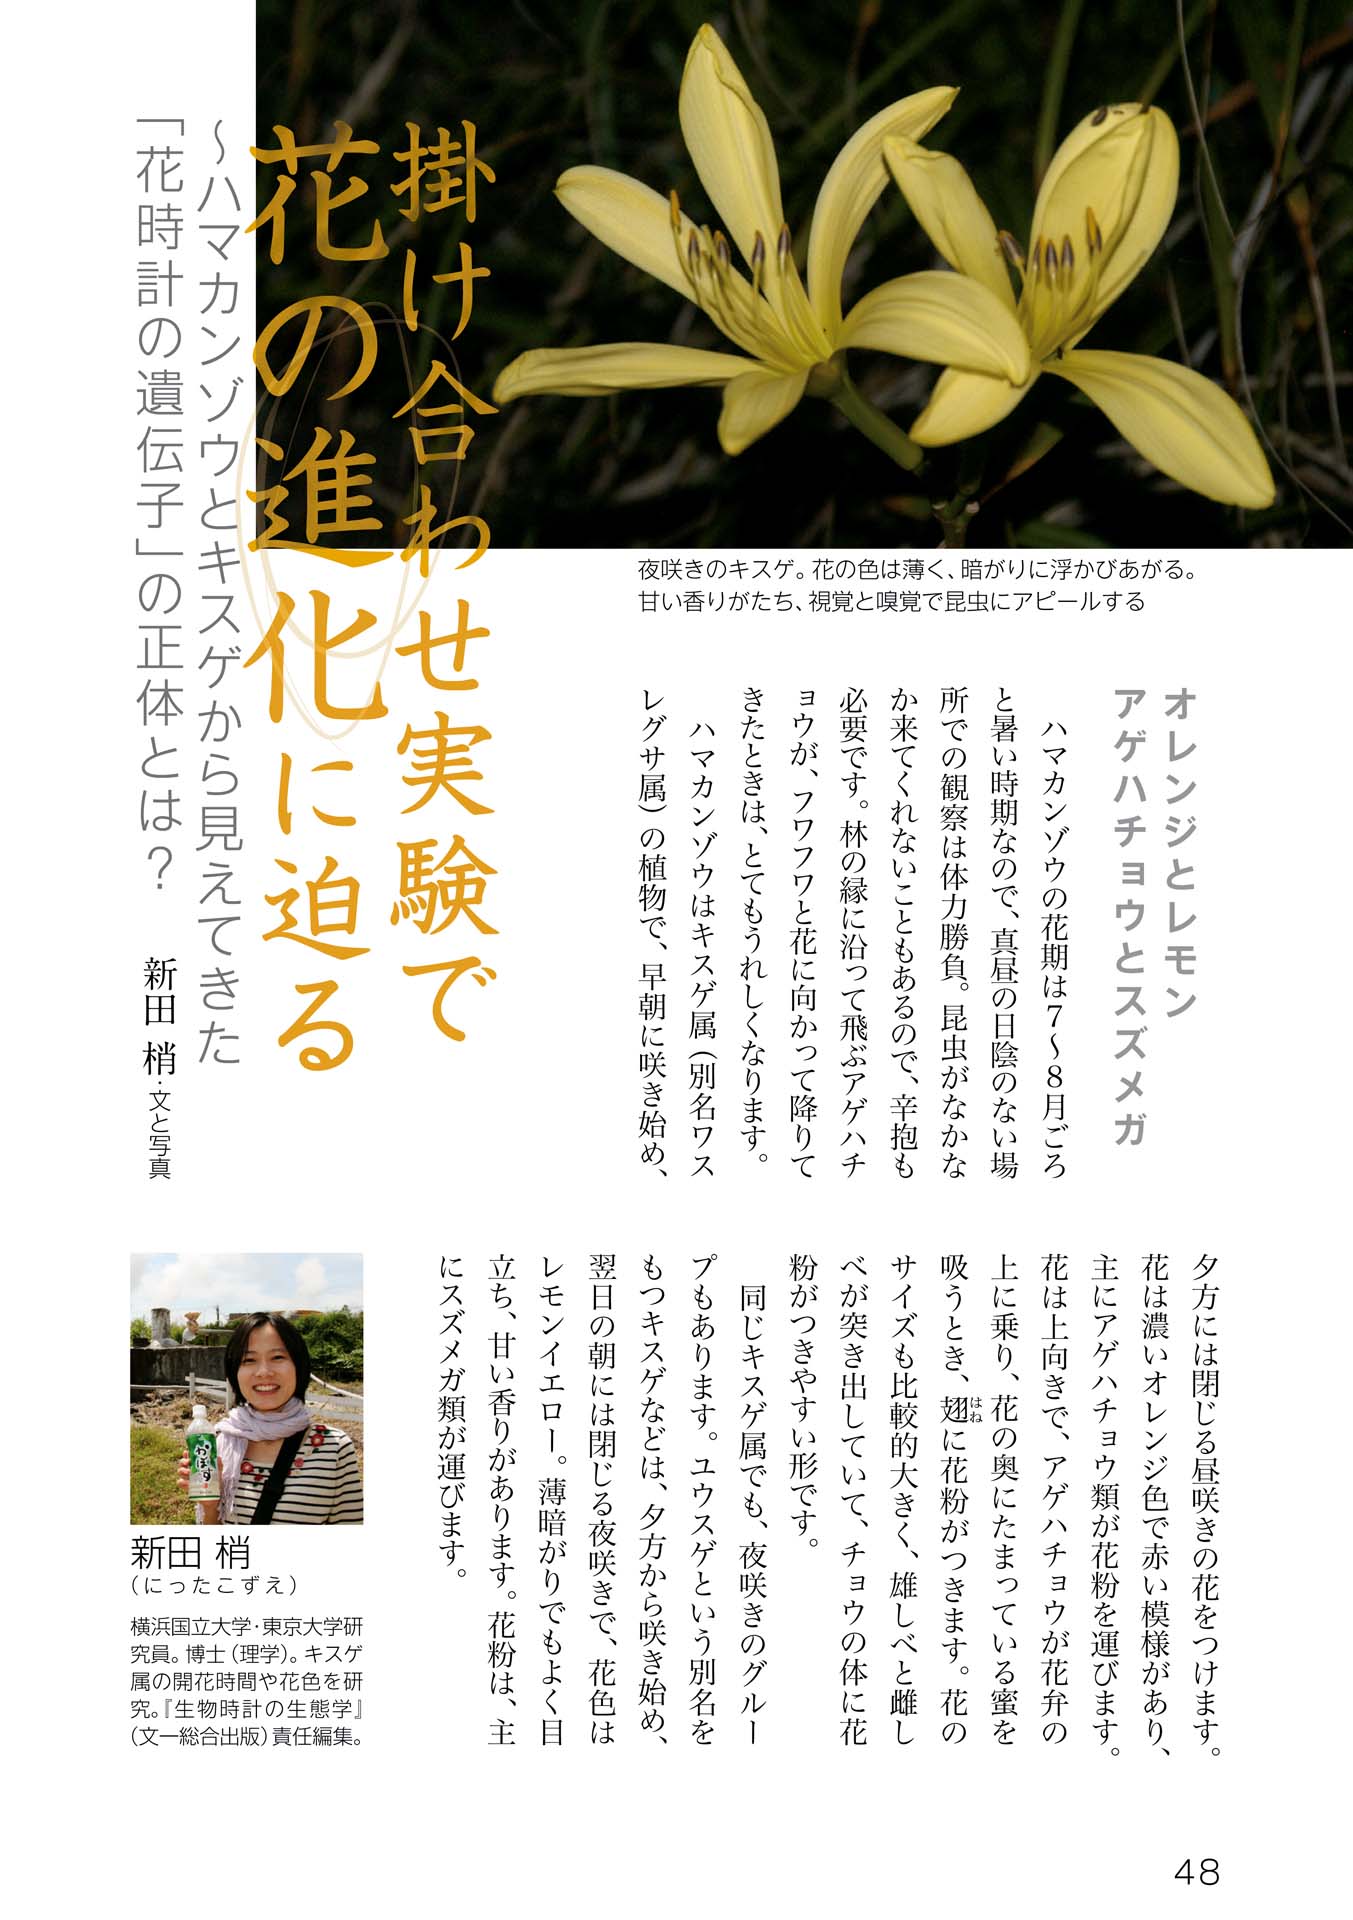 掛け合わせ実験で
花の進化に迫る
〜ハマカンゾウとキスゲから見えてきた
「花時計の遺伝子」の正体とは？
新田 梢・文と写真
夜咲きのキスゲ。花の色は薄く、暗がりに浮かびあがる。
甘い香りがたち、視覚と嗅覚で昆虫にアピールする
オレンジとレモン
アゲハチョウとスズメガ
ハマカンゾウの花期は7〜8月ごろ
と暑い時期なので、真昼の日陰のない場
所での観察は体力勝負。昆虫がなかな
か来てくれないこともあるので、辛抱も
必要です。林の縁に沿って飛ぶアゲハチ
ョウが、フワフワと花に向かって降りて
きたときは、とてもうれしくなります。
ハマカンゾウはキスゲ属（別名ワス
レグサ属）の植物で、早朝に咲き始め、
夕方には閉じる昼咲きの花をつけます。
花は濃いオレンジ色で赤い模様があり、
主にアゲハチョウ類が花粉を運びます。
花は上向きで、アゲハチョウが花弁の
上に乗り、花の奥にたまっている蜜を
吸うとき、翅はねに花粉がつきます。花の
サイズも比較的大きく、雄しべと雌し
べが突き出していて、チョウの体に花
粉がつきやすい形です。
同じキスゲ属でも、夜咲きのグルー
プもあります。ユウスゲという別名を
もつキスゲなどは、夕方から咲き始め、
翌日の朝には閉じる夜咲きで、花色は
レモンイエロー。薄暗がりでもよく目
立ち、甘い香りがあります。花粉は、主
にスズメガ類が運びます。
おーいお茶
新田 梢
（にったこずえ）
横浜国立大学・東京大学研
究員。博士（理学）。キスゲ
属の開花時間や花色を研
究。『生物時計の生態学』
（文一総合出版）責任編集。
48